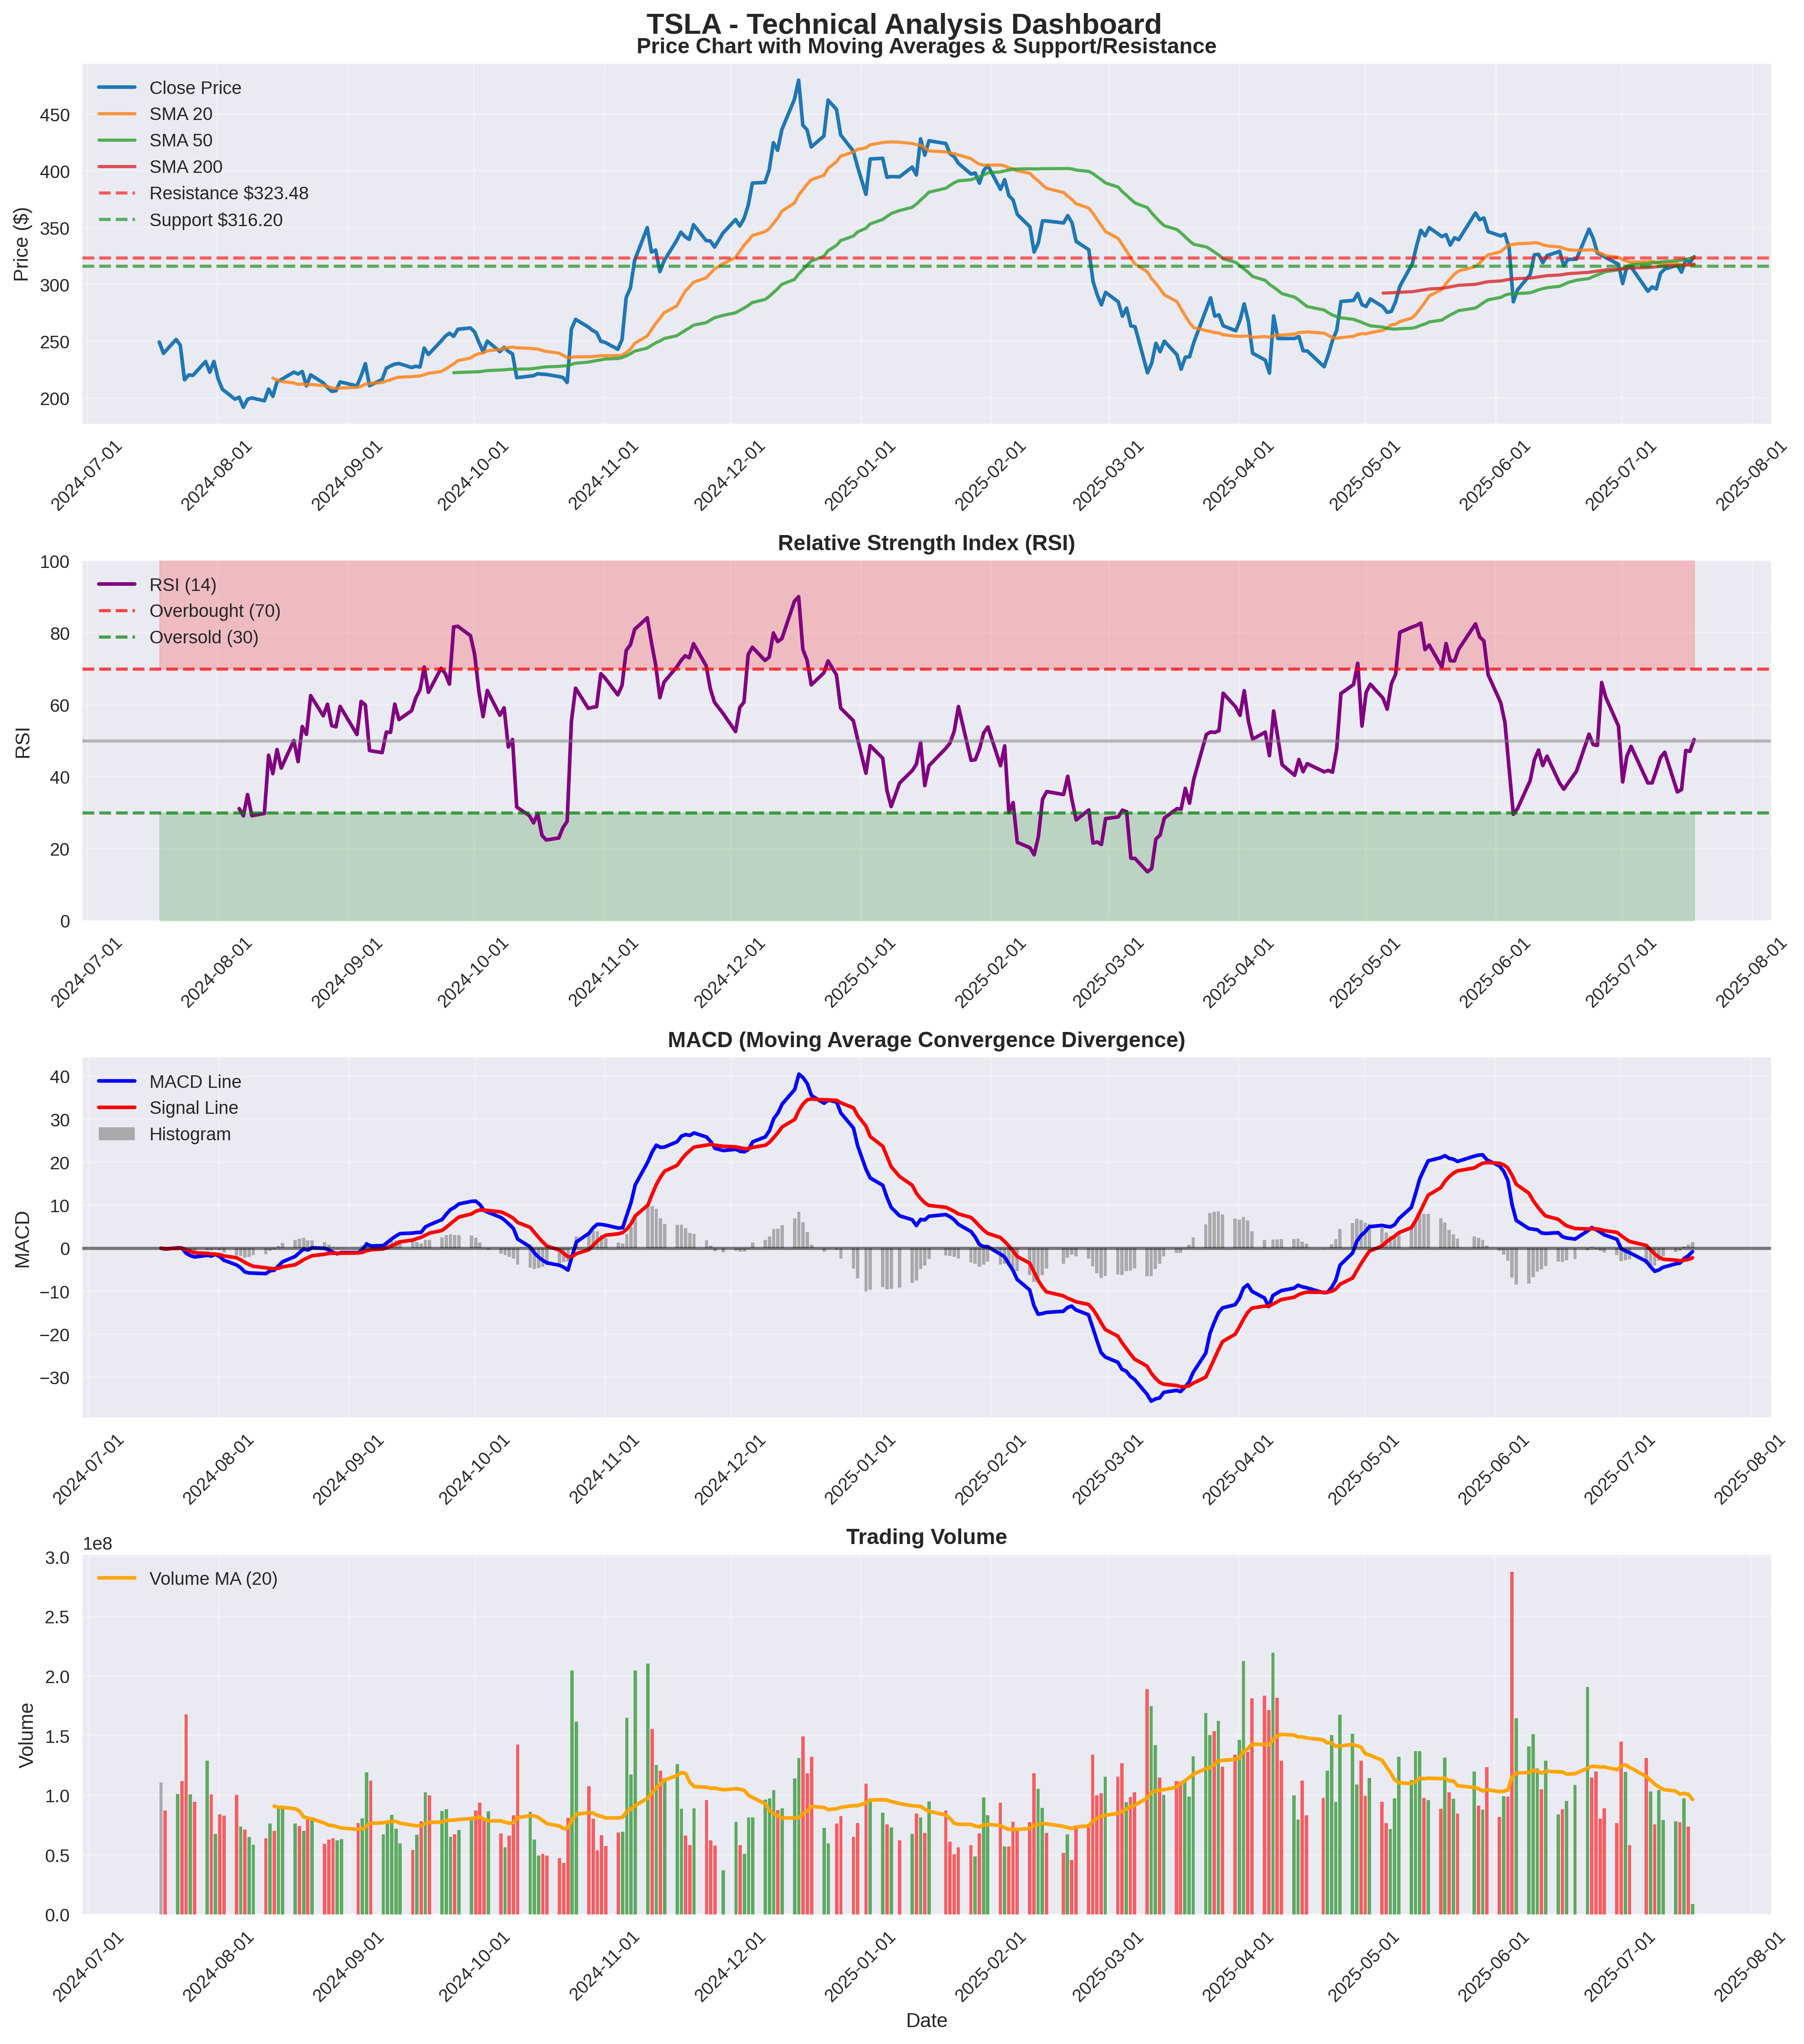 TSLA - Technical Analysis Dashboard
Price Chart with Moving Averages & Support/Resistance
Close Price
SMA 20
SMA 50
SMA 200
Resistance $323.48
Support $316.20
Price ($)
450
400
350
300
250
200
2024-07-01 2024-08-01 2024-09-01 2024-10-01 2024-11-01 2024-12-01 2025-01-01 2025-02-01 2025-03-01 2025-04-01 2025-05-01 2025-06-01 2025-07-01 2025-08-01
Relative Strength Index (RSI)
RSI (14)
Overbought (70)
Oversold (30)
RSI
100
80
60
40
20
0
2024-07-01 2024-08-01 2024-09-01 2024-10-01 2024-11-01 2024-12-01 2025-01-01 2025-02-01 2025-03-01 2025-04-01 2025-05-01 2025-06-01 2025-07-01 2025-08-01
MACD (Moving Average Convergence Divergence)
MACD Line
Signal Line
Histogram
MACD
40
30
20
10
0
−10
−20
−30
2024-07-01 2024-08-01 2024-09-01 2024-10-01 2024-11-01 2024-12-01 2025-01-01 2025-02-01 2025-03-01 2025-04-01 2025-05-01 2025-06-01 2025-07-01 2025-08-01
Trading Volume
1e8
Volume MA (20)
Volume
3.0
2.5
2.0
1.5
1.0
0.5
0.0
2024-07-01 2024-08-01 2024-09-01 2024-10-01 2024-11-01 2024-12-01 2025-01-01 2025-02-01 2025-03-01 2025-04-01 2025-05-01 2025-06-01 2025-07-01 2025-08-01
Date